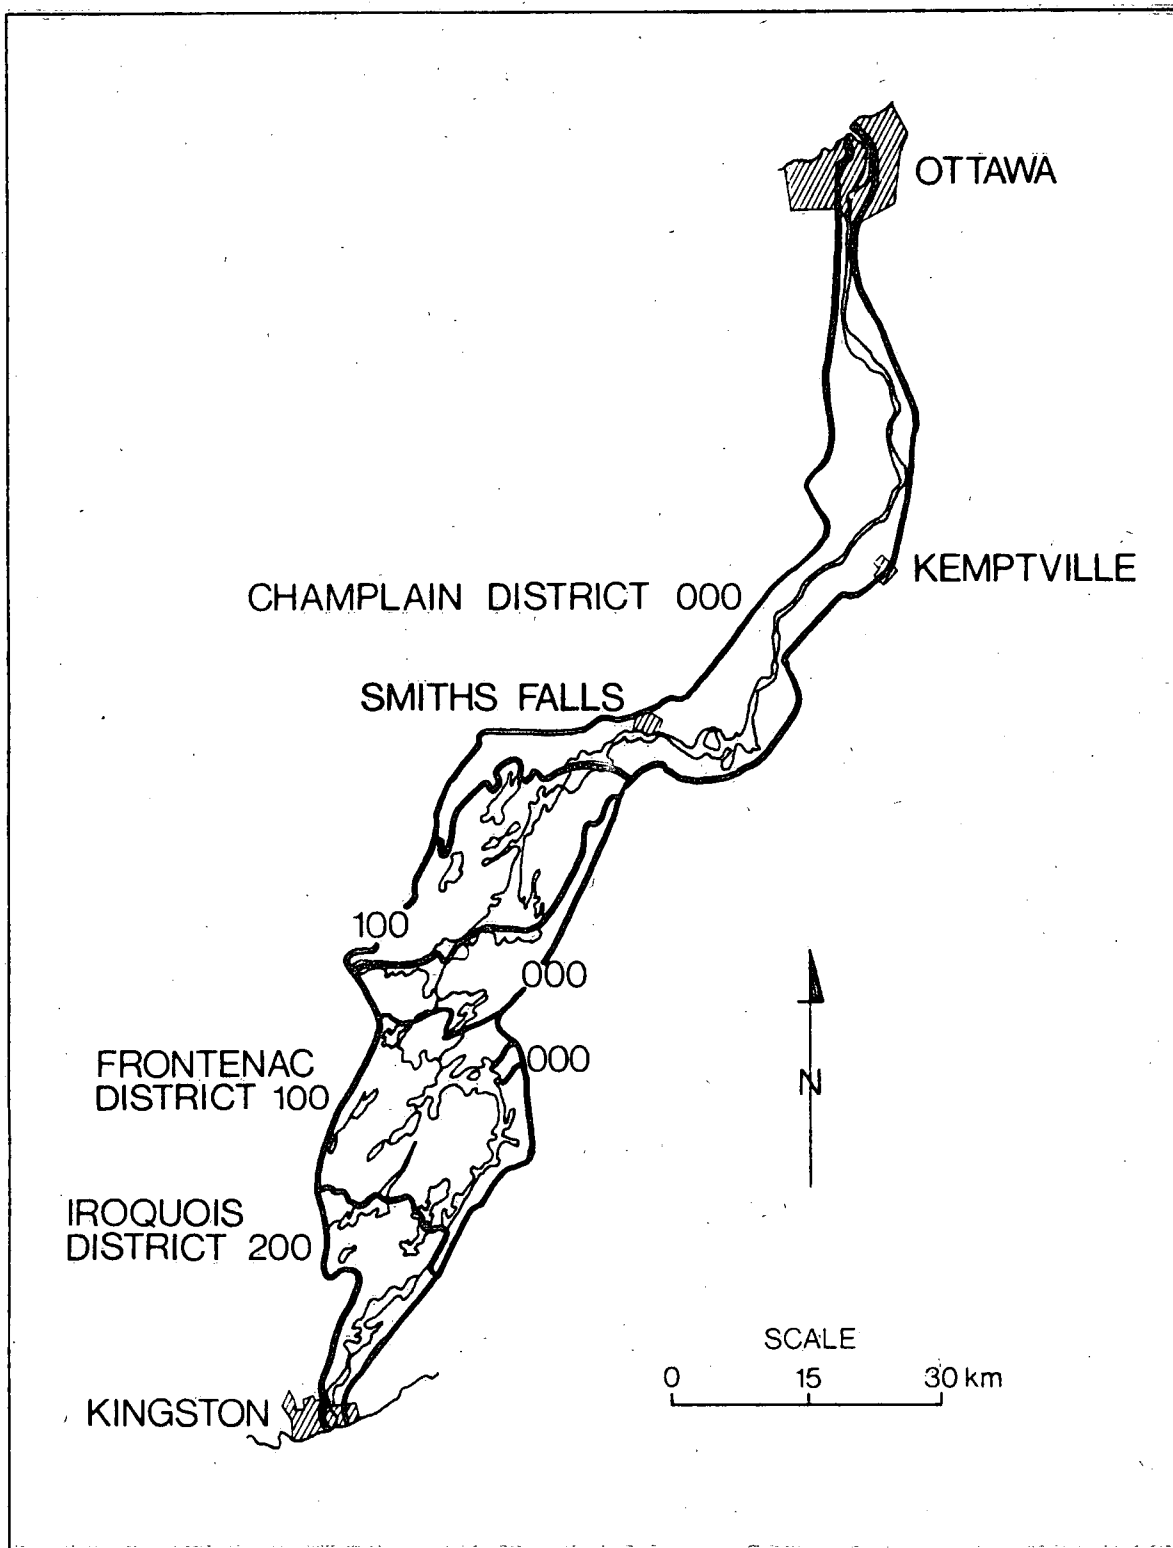 OTTAWA
KEMPTVILLE
CHAMPLAIN DISTRICT 000
SMITHS FALLS
100
000
000
FRONTENAC
DISTRICT 100
N
IROQUOIS
DISTRICT 200
SCALE
0 15 30 km
KINGSTON